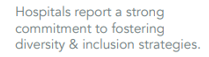 Hospitals report a strong
commitment to fostering
diversity & inclusion strategies.